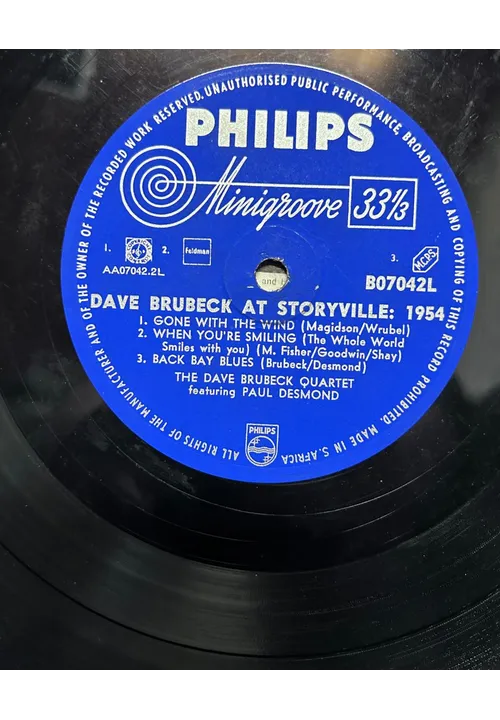 ALL RIGHTS OF THE MANUFACTURER AND OF THE OWNER OF THE RECORDED WORK RESERVED. UNAUTHORISED PUBLIC PERFORMANCE, BROADCASTING AND COPYING OF THIS RECORD PROHIBITED. MADE IN S. AFRICA
PHILIPS
Minigroove 33 1/3
1. 2. Feldman 3. M.C.P.S
AA07042.2L B07042L
DAVE BRUBECK AT STORYVILLE: 1954
1. GONE WITH THE WIND (Magidson/Wrubel)
2. WHEN YOU'RE SMILING (The Whole World
Smiles with you) (M. Fisher/Goodwin/Shay)
3. BACK BAY BLUES (Brubeck/Desmond)
THE DAVE BRUBECK QUARTET
featuring PAUL DESMOND
PHILIPS